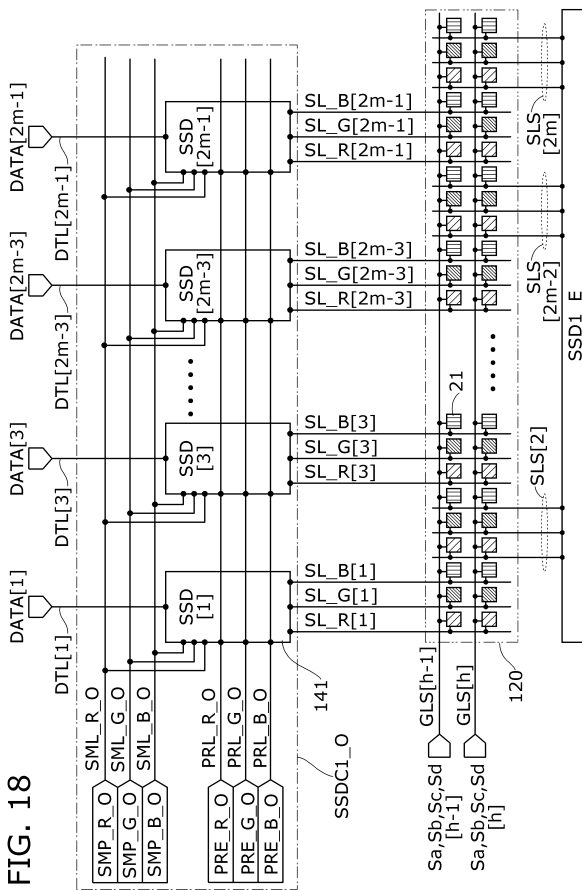 FIG. 18
DATA[1]
DATA[3]
DATA[2m-3]
DATA[2m-1]
DTL[1]
DTL[3]
DTL[2m-3]
DTL[2m-1]
SMP_R_O
SML_R_O
SMP_G_O
SML_G_O
SMP_B_O
SML_B_O
PRE_R_O
PRL_R_O
PRE_G_O
PRL_G_O
PRE_B_O
PRL_B_O
SSD
[1]
SSD
[3]
SSD
[2m-3]
SSD
[2m-1]
141
SSDC1_O
SL_R[1]
SL_G[1]
SL_B[1]
SL_R[3]
SL_G[3]
SL_B[3]
SL_R[2m-3]
SL_G[2m-3]
SL_B[2m-3]
SL_R[2m-1]
SL_G[2m-1]
SL_B[2m-1]
Sa,Sb,Sc,Sd
[h-1]
GLS[h-1]
Sa,Sb,Sc,Sd
[h]
GLS[h]
21
120
SLS[2]
SLS
[2m-2]
SLS
[2m]
SSD1_E